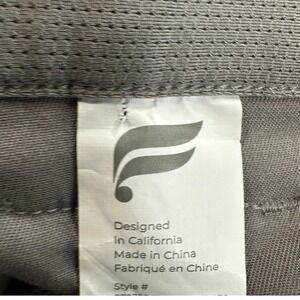 Designed
In California
Made in China
Fabriqué en Chine
Style #